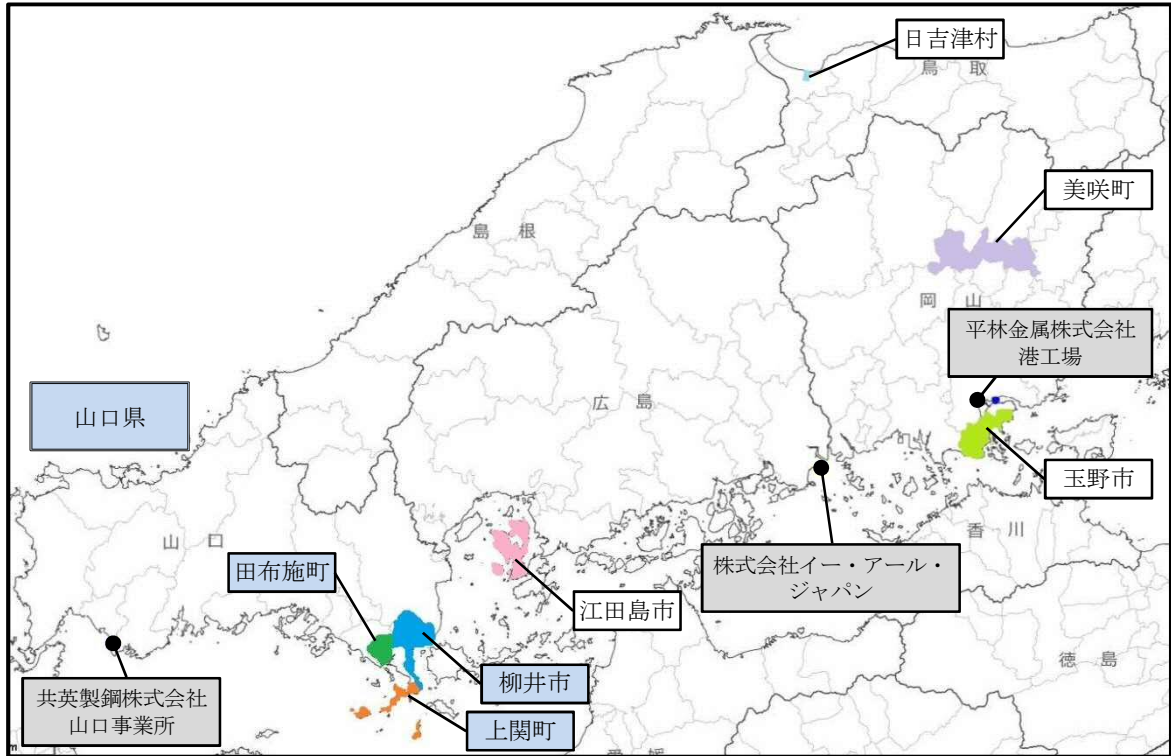 日吉津村
鳥取
美咲町
島根
岡山
平林金属株式会社
港工場
山口県
広島
玉野市
香川
山口
田布施町
株式会社イー・アール・
ジャパン
江田島市
徳島
柳井市
共英製鋼株式会社
山口事業所
上関町
愛媛